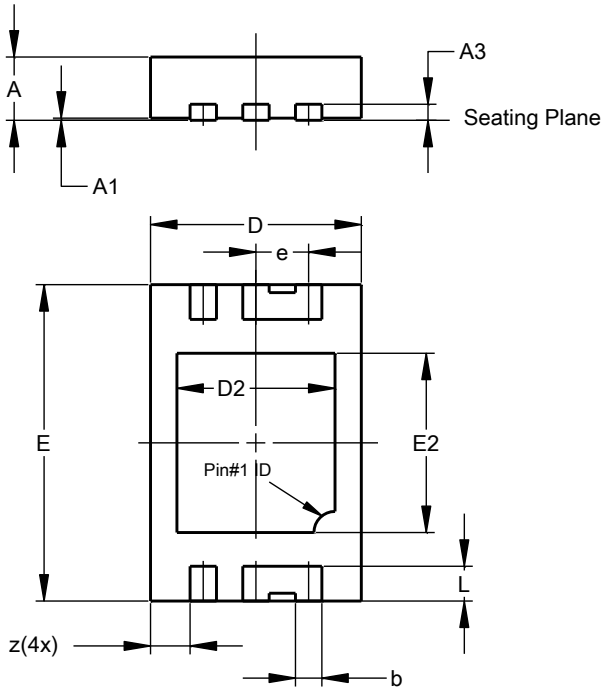 A3
A
Seating Plane
A1
D
e
D2
E
E2
Pin#1 ID
L
z(4x)
b